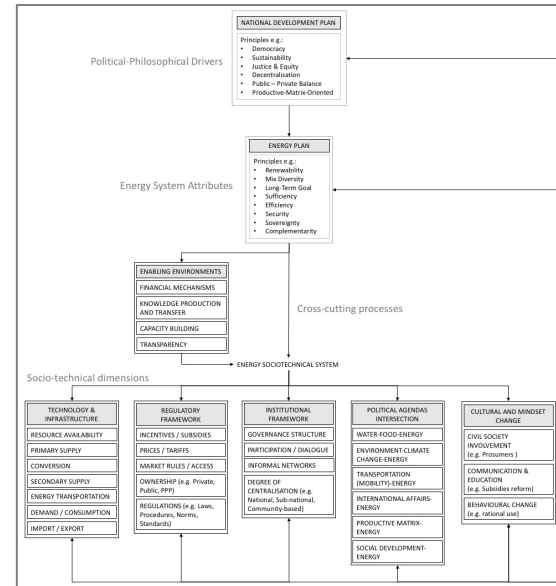 NATIONAL DEVELOPMENT PLAN
Principles e.g.:
• Democracy
• Sustainability
• Justice & Equity
• Decentralisation
• Public – Private Balance
• Productive-Matrix-Oriented
Political-Philosophical Drivers
ENERGY PLAN
Principles e.g.:
• Renewability
• Mix Diversity
• Long-Term Goal
• Sufficiency
• Efficiency
• Security
• Sovereignty
• Complementarity
Energy System Attributes
ENABLING ENVIRONMENTS
FINANCIAL MECHANISMS
KNOWLEDGE PRODUCTION
AND TRANSFER
CAPACITY BUILDING
TRANSPARENCY
Cross-cutting processes
ENERGY SOCIOTECHNICAL SYSTEM
Socio-technical dimensions
TECHNOLOGY &
INFRASTRUCTURE
RESOURCE AVAILABILITY
PRIMARY SUPPLY
CONVERSION
SECONDARY SUPPLY
ENERGY TRANSPORTATION
DEMAND / CONSUMPTION
IMPORT / EXPORT
REGULATORY
FRAMEWORK
INCENTIVES / SUBSIDIES
PRICES / TARIFFS
MARKET RULES / ACCESS
OWNERSHIP (e.g. Private,
Public, PPP)
REGULATIONS (e.g. Laws,
Procedures, Norms,
Standards)
INSTITUTIONAL
FRAMEWORK
GOVERNANCE STRUCTURE
PARTICIPATION / DIALOGUE
INFORMAL NETWORKS
DEGREE OF
CENTRALISATION (e.g.
National, Sub-national,
Community-based)
POLITICAL AGENDAS
INTERSECTION
WATER-FOOD-ENERGY
ENVIRONMENT-CLIMATE
CHANGE-ENERGY
TRANSPORTATION
(MOBILITY)-ENERGY
INTERNATIONAL AFFAIRS-
ENERGY
PRODUCTIVE MATRIX-
ENERGY
SOCIAL DEVELOPMENT-
ENERGY
CULTURAL AND MINDSET
CHANGE
CIVIL SOCIETY
INVOLVEMENT
(e.g. Prosumers )
COMMUNICATION &
EDUCATION
(e.g. Subsidies reform)
BEHAVIOURAL CHANGE
(e.g. rational use)